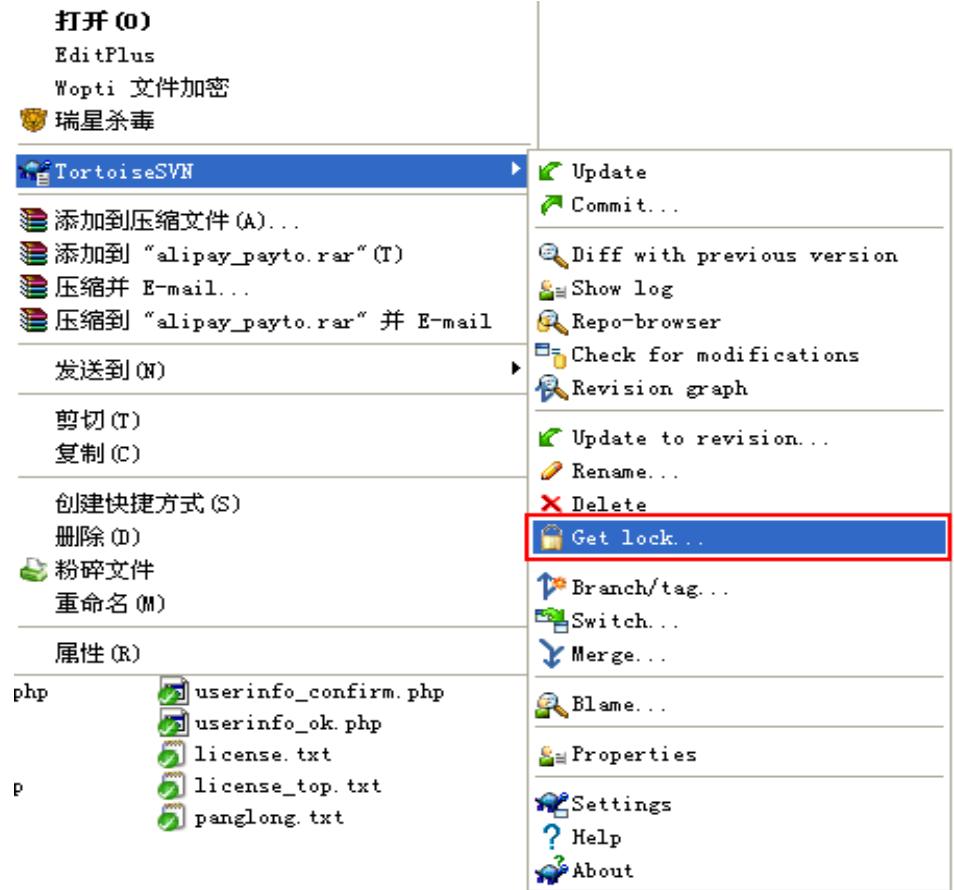 打开(O)
EditPlus
Wopti 文件加密
瑞星杀毒
TortoiseSVN
添加到压缩文件(A)...
添加到 "alipay_payto.rar"(T)
压缩并 E-mail...
压缩到 "alipay_payto.rar" 并 E-mail
发送到(N)
剪切(T)
复制(C)
创建快捷方式(S)
删除(D)
粉碎文件
重命名(M)
属性(R)
Update
Commit...
Diff with previous version
Show log
Repo-browser
Check for modifications
Revision graph
Update to revision...
Rename...
Delete
Get lock...
Branch/tag...
Switch...
Merge...
Blame...
Properties
Settings
Help
About
php
userinfo_confirm.php
userinfo_ok.php
license.txt
p
license_top.txt
panglong.txt